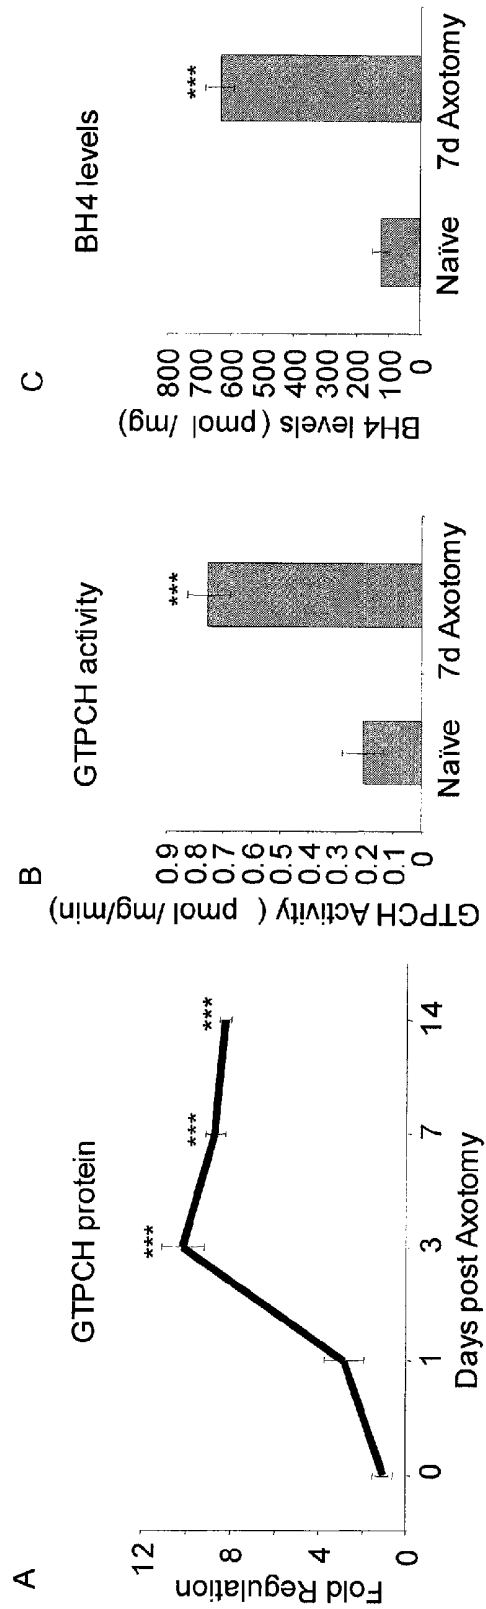 A
GTPCH protein
Fold Regulation
12
8
4
0
***
***
***
0 1 3 7 14
Days post Axotomy
B
GTPCH activity
GTPCH Activity ( pmol/mg/min)
0.9
0.8
0.7
0.6
0.5
0.4
0.3
0.2
0.1
0
***
Naïve 7d Axotomy
C
BH4 levels
BH4 levels ( pmol /mg)
800
700
600
500
400
300
200
100
0
***
Naïve 7d Axotomy